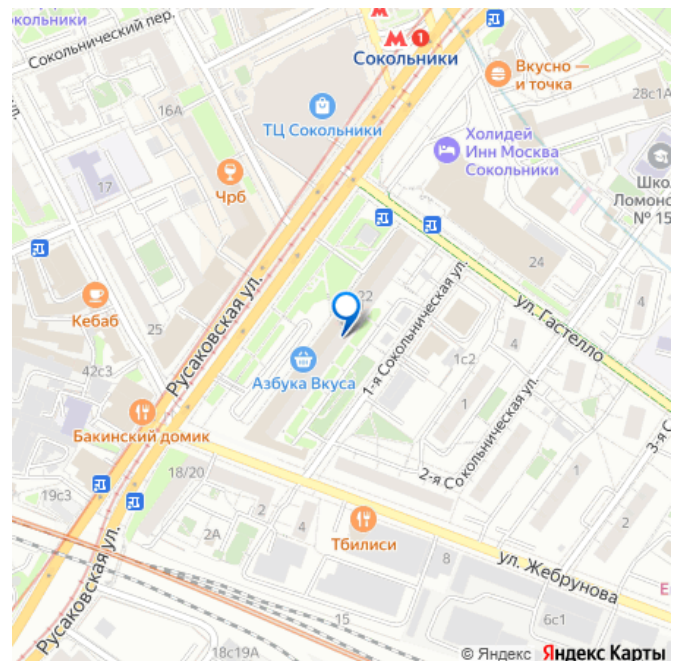 окольники
Сокольнический пер.
Сокольники
1
Вкусно —
и точка
28с1А
16А
ТЦ Сокольники
Холидей
Инн Москва
Сокольники
Шко
Ломоно
№ 15
Чрб
17
24
22
ул. Гастелло
4
Кебаб
25
Русаковская ул.
1-я Сокольническая ул.
1с2
4
42с3
Азбука Вкуса
1
2-я Сокольническая ул.
3-я С
Бакинский домик
18/20
19с3
2
4
2А
Тбилиси
2
8
ул. Жебрунова
Русаковская ул.
15
6с1
18с19А
© Яндекс Яндекс Карты